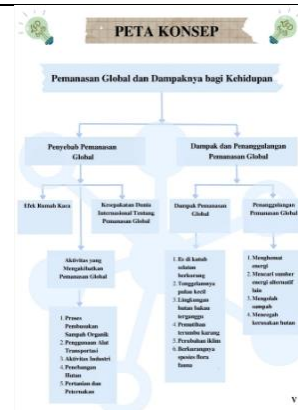 PETA KONSEP
Pemanasan Global dan Dampaknya bagi Kehidupan
Penyebab Pemanasan
Global
Dampak dan Penanggulangan
Pemanasan Global
Efek Rumah Kaca
Kesepakatan Dunia
Internasional Tentang
Pemanasan Global
Dampak Pemanasan
Global
Penanggulangan
Pemanasan Global
Aktivitas yang
Mengakibatkan
Pemanasan Global
1. Proses
Pembusukan
Sampah Organik
2. Penggunaan Alat
Transportasi
3. Aktivitas Industri
4. Penebangan
Hutan
5. Pertanian dan
Peternakan
1. Es di kutub
selatan
berkurang
2. Tenggelamnya
pulau kecil
3. Lingkungan
hutan bakau
terganggu
4. Pemutihan
terumbu karang
5. Perubahan iklim
6. Berkurangnya
spesies flora
fauna
1. Menghemat
energi
2. Mencari sumber
energi alternatif
lain
3. Mengolah
sampah
4. Mencegah
kerusakan hutan
V